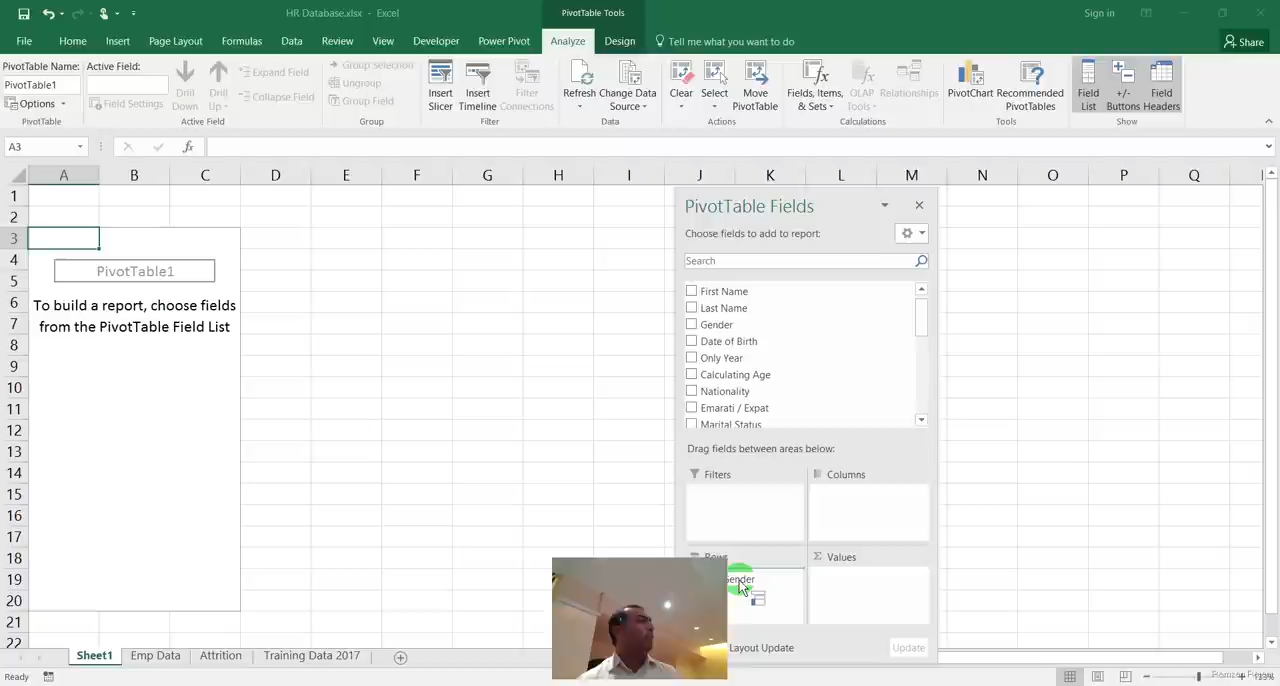 HR Database.xlsx - Excel
PivotTable Tools
Sign in
File
Home
Insert
Page Layout
Formulas
Data
Review
View
Developer
Power Pivot
Analyze
Design
Tell me what you want to do
Share
PivotTable Name:
PivotTable1
Options
PivotTable
Active Field:
Field Settings
Drill
Down
Drill
Up
Expand Field
Collapse Field
Active Field
Group Selection
Ungroup
Group Field
Group
Insert
Slicer
Insert
Timeline
Filter
Connections
Filter
Refresh
Change Data
Source
Data
Clear
Select
Move
PivotTable
Actions
Fields, Items,
& Sets
OLAP
Tools
Relationships
Calculations
PivotChart
Recommended
PivotTables
Tools
Field
List
+/-
Buttons
Field
Headers
Show
A3
fx
A B C D E F G H I J K L M N O P Q
1
2
3
4
5
6
7
8
9
10
11
12
13
14
15
16
17
18
19
20
21
22
PivotTable1
To build a report, choose fields
from the PivotTable Field List
PivotTable Fields
Choose fields to add to report:
Search
First Name
Last Name
Gender
Date of Birth
Only Year
Calculating Age
Nationality
Emarati / Expat
Marital Status
Drag fields between areas below:
Filters
Columns
Rows
Σ Values
Gender
Layout Update
Update
Sheet1
Emp Data
Attrition
Training Data 2017
Ready